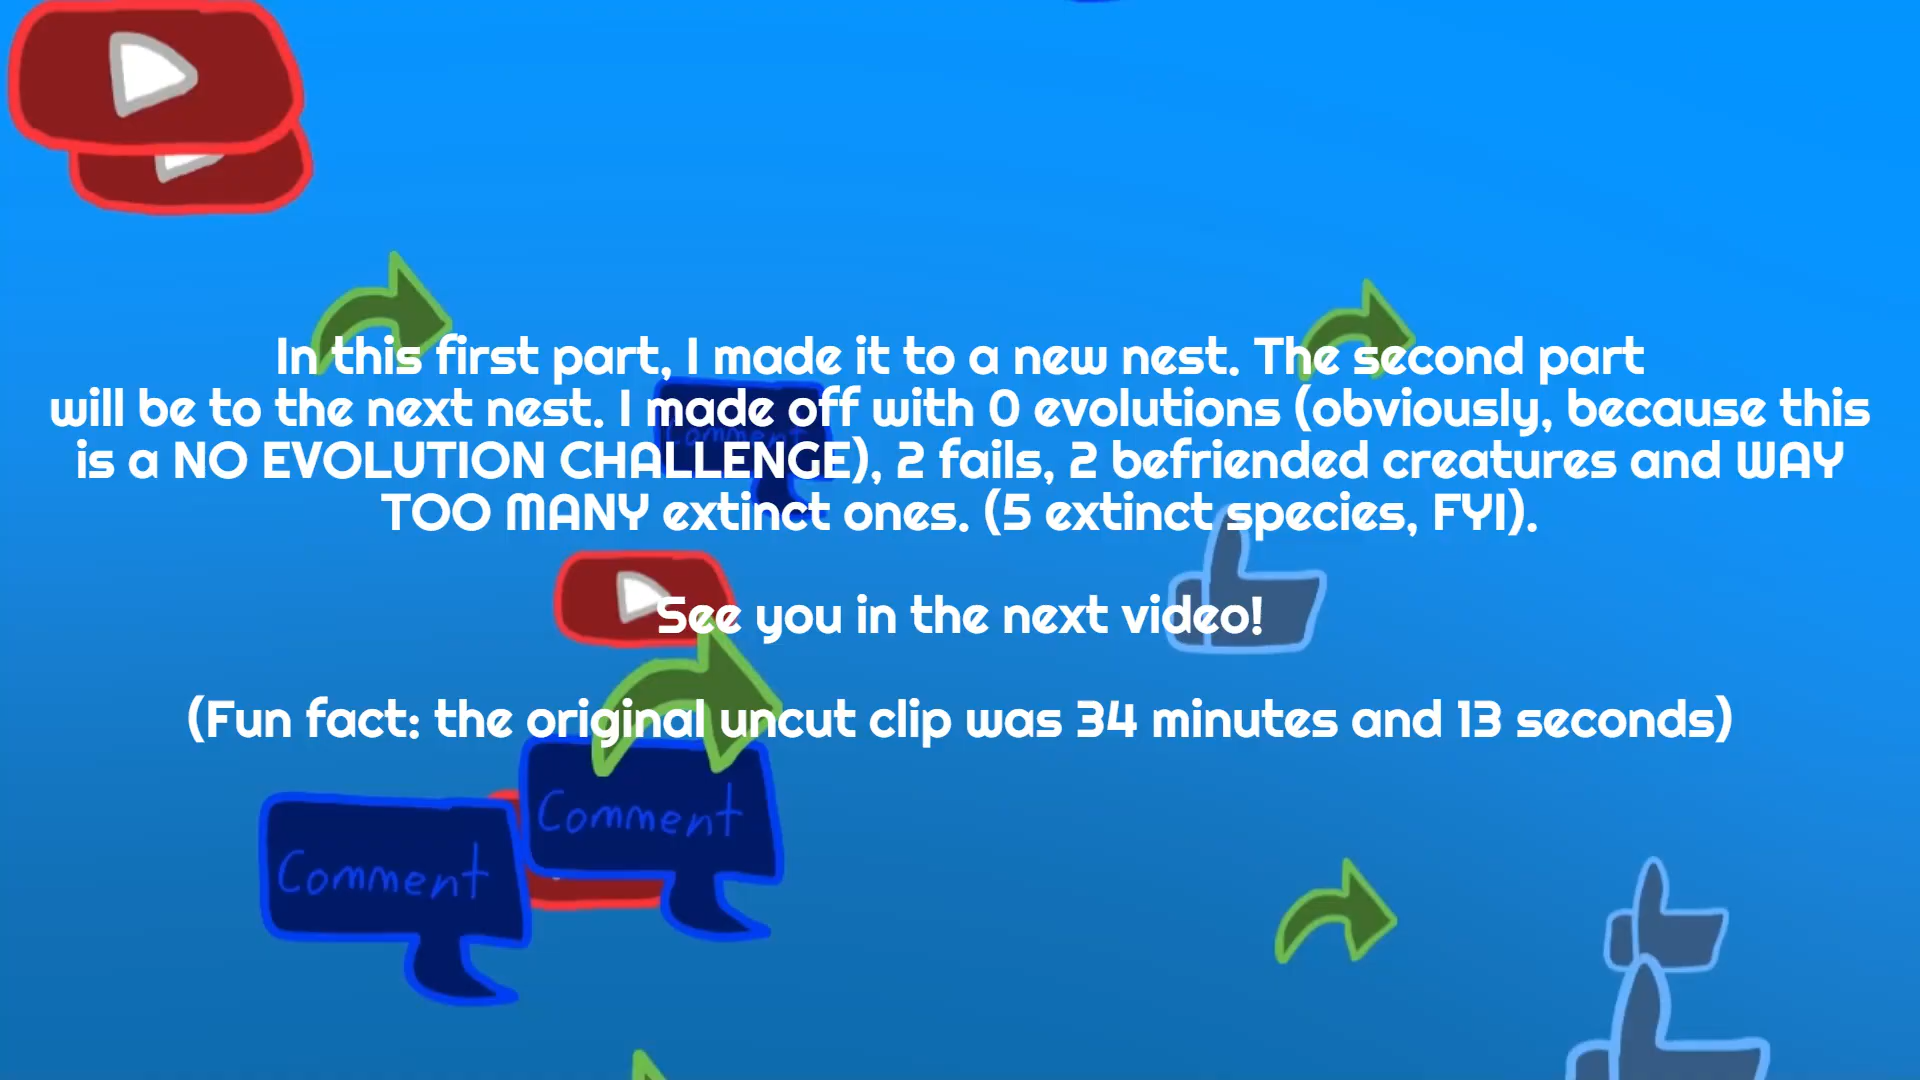 In this first part, I made it to a new nest. The second part
will be to the next nest. I made off with 0 evolutions (obviously, because this
is a NO EVOLUTION CHALLENGE), 2 fails, 2 befriended creatures and WAY
TOO MANY extinct ones. (5 extinct species, FYI).
See you in the next video!
(Fun fact: the original uncut clip was 34 minutes and 13 seconds)
Comment
Comment
Comment